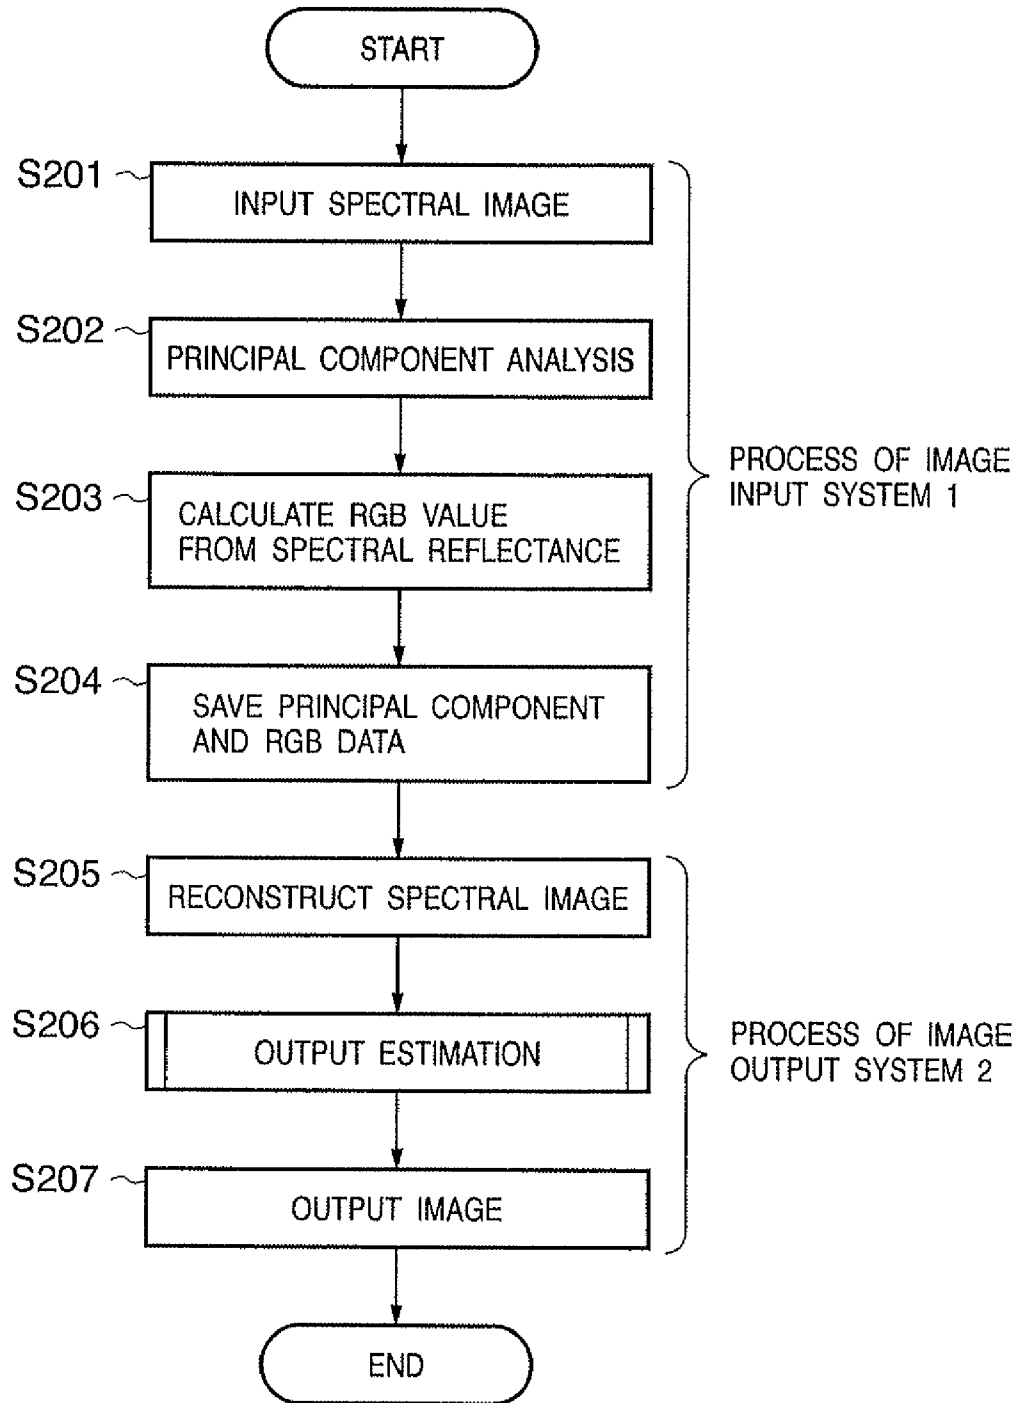 START
S201
INPUT SPECTRAL IMAGE
S202
PRINCIPAL COMPONENT ANALYSIS
S203
CALCULATE RGB VALUE
FROM SPECTRAL REFLECTANCE
PROCESS OF IMAGE
INPUT SYSTEM 1
S204
SAVE PRINCIPAL COMPONENT
AND RGB DATA
S205
RECONSTRUCT SPECTRAL IMAGE
S206
OUTPUT ESTIMATION
PROCESS OF IMAGE
OUTPUT SYSTEM 2
S207
OUTPUT IMAGE
END